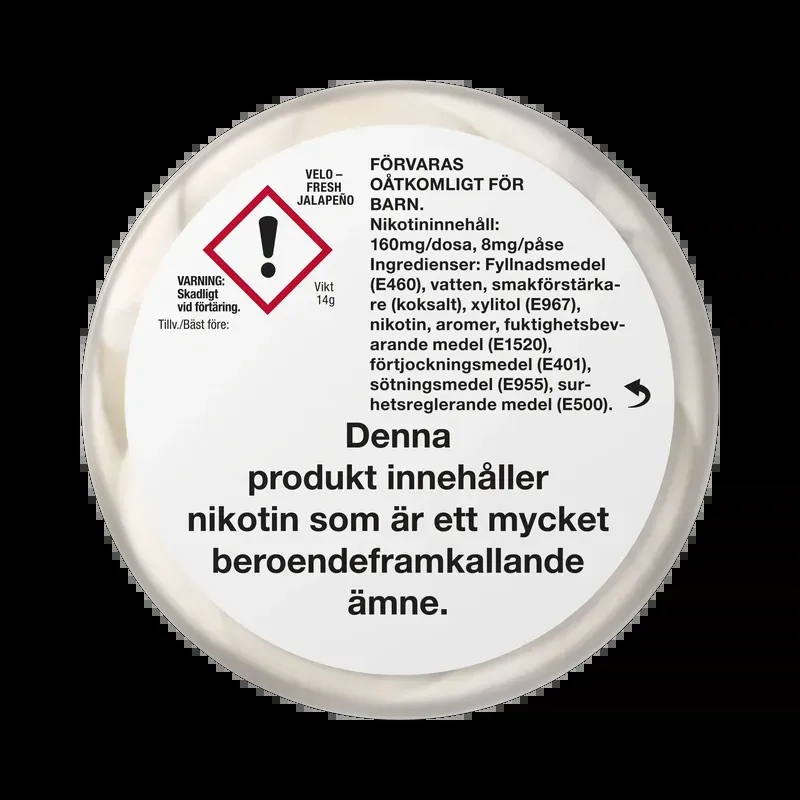 VELO –
FRESH
JALAPEÑO
VARNING:
Skadligt
vid förtäring.
Vikt
14g
Tillv./Bäst före:
FÖRVARAS
OÅTKOMLIGT FÖR
BARN.
Nikotininnehåll:
160mg/dosa, 8mg/påse
Ingredienser: Fyllnadsmedel
(E460), vatten, smakförstärka-
re (koksalt), xylitol (E967),
nikotin, aromer, fuktighetsbev-
arande medel (E1520),
förtjockningsmedel (E401),
sötningsmedel (E955), sur-
hetsreglerande medel (E500).
Denna
produkt innehåller
nikotin som är ett mycket
beroendeframkallande
ämne.